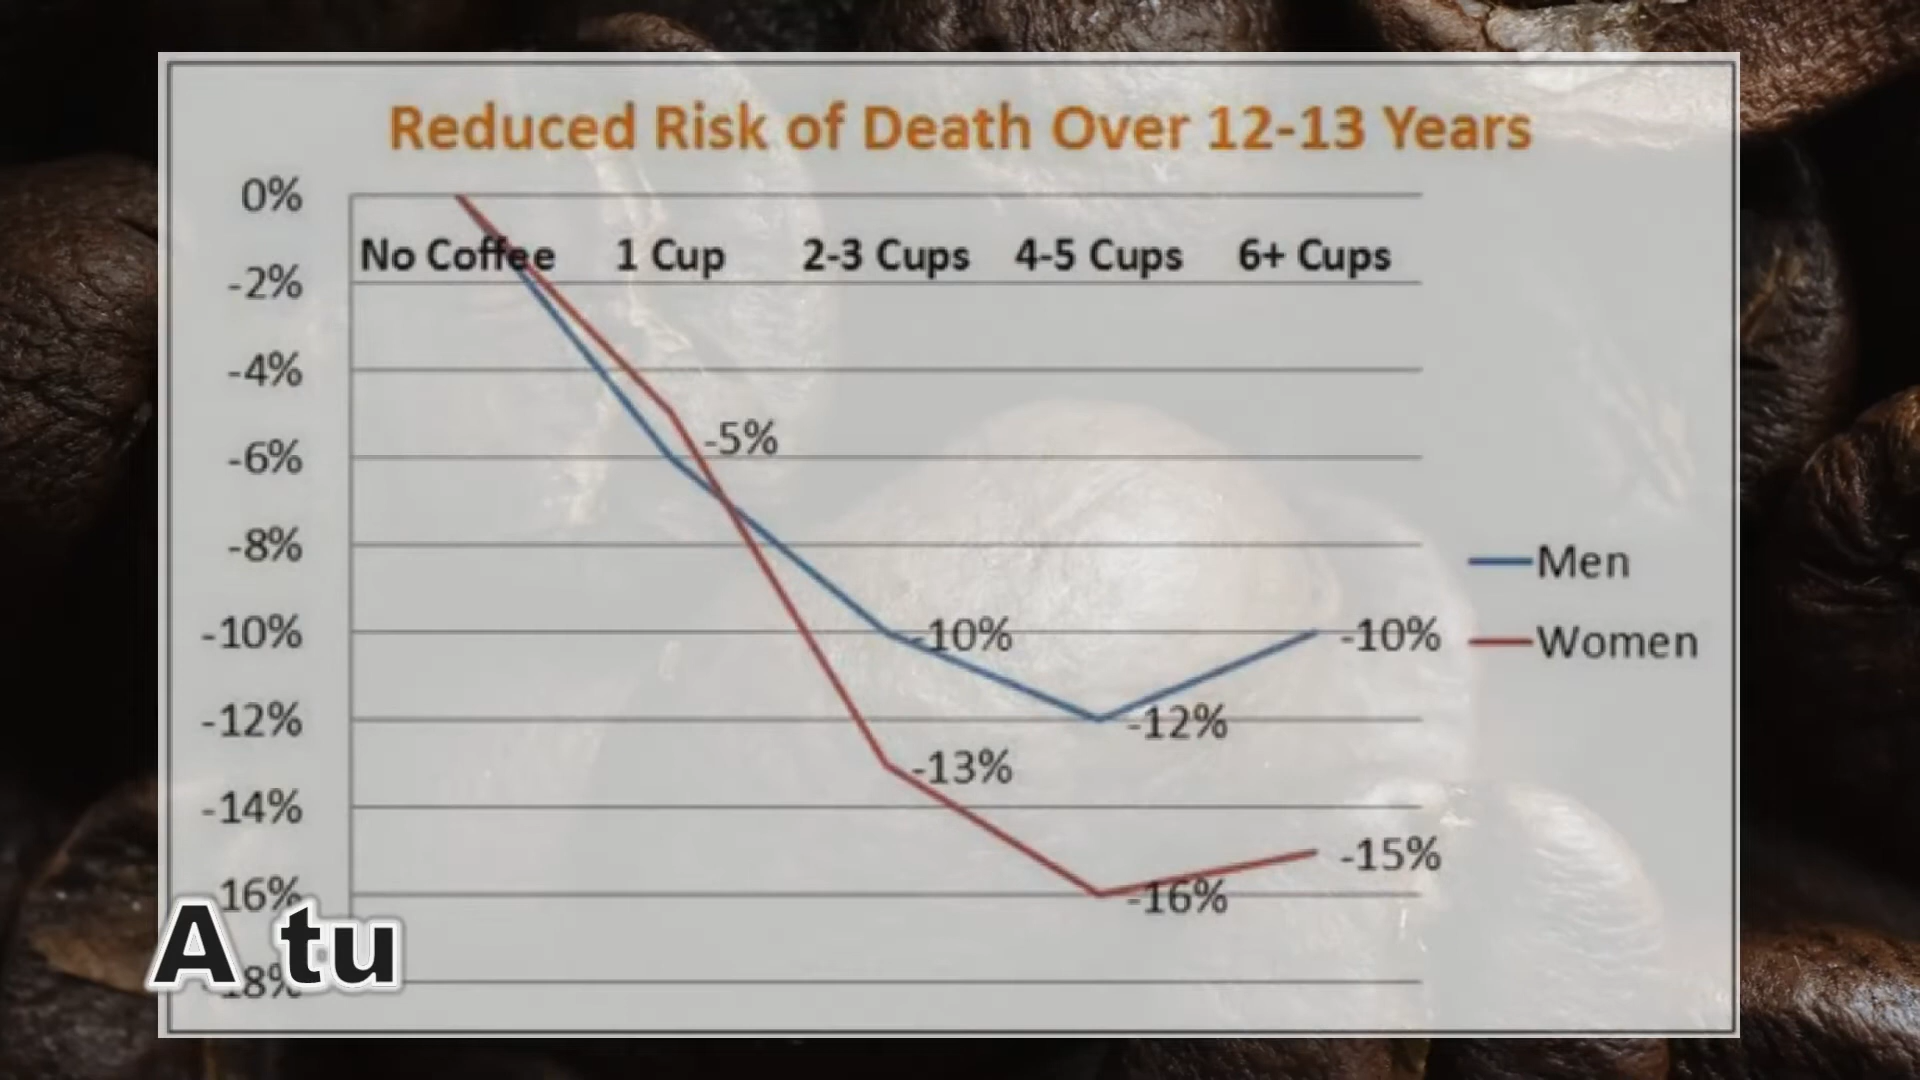 Reduced Risk of Death Over 12-13 Years
0%
No Coffee 1 Cup 2-3 Cups 4-5 Cups 6+ Cups
-2%
-4%
-5%
-6%
-8%
Men
-10% -10% -10%
Women
-12% -12%
-13%
-14%
-15%
16% -16%
A tu
18%